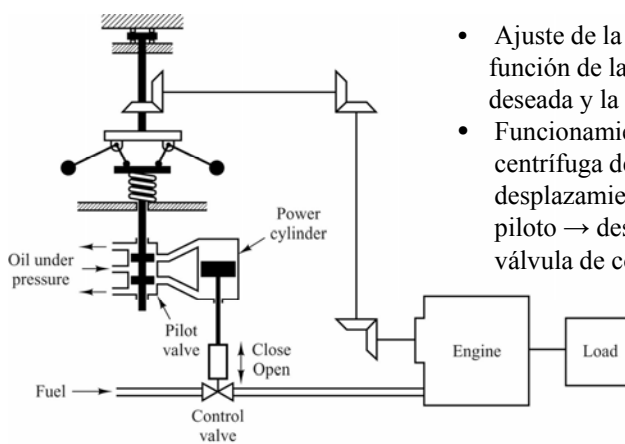 • Ajuste de la
función de la
deseada y la
• Funcionamie
centrífuga de
desplazamie
piloto → des
válvula de co
Power
cylinder
Oil under
pressure
Pilot
valve
Close
Open
Engine
Load
Fuel
Control
valve